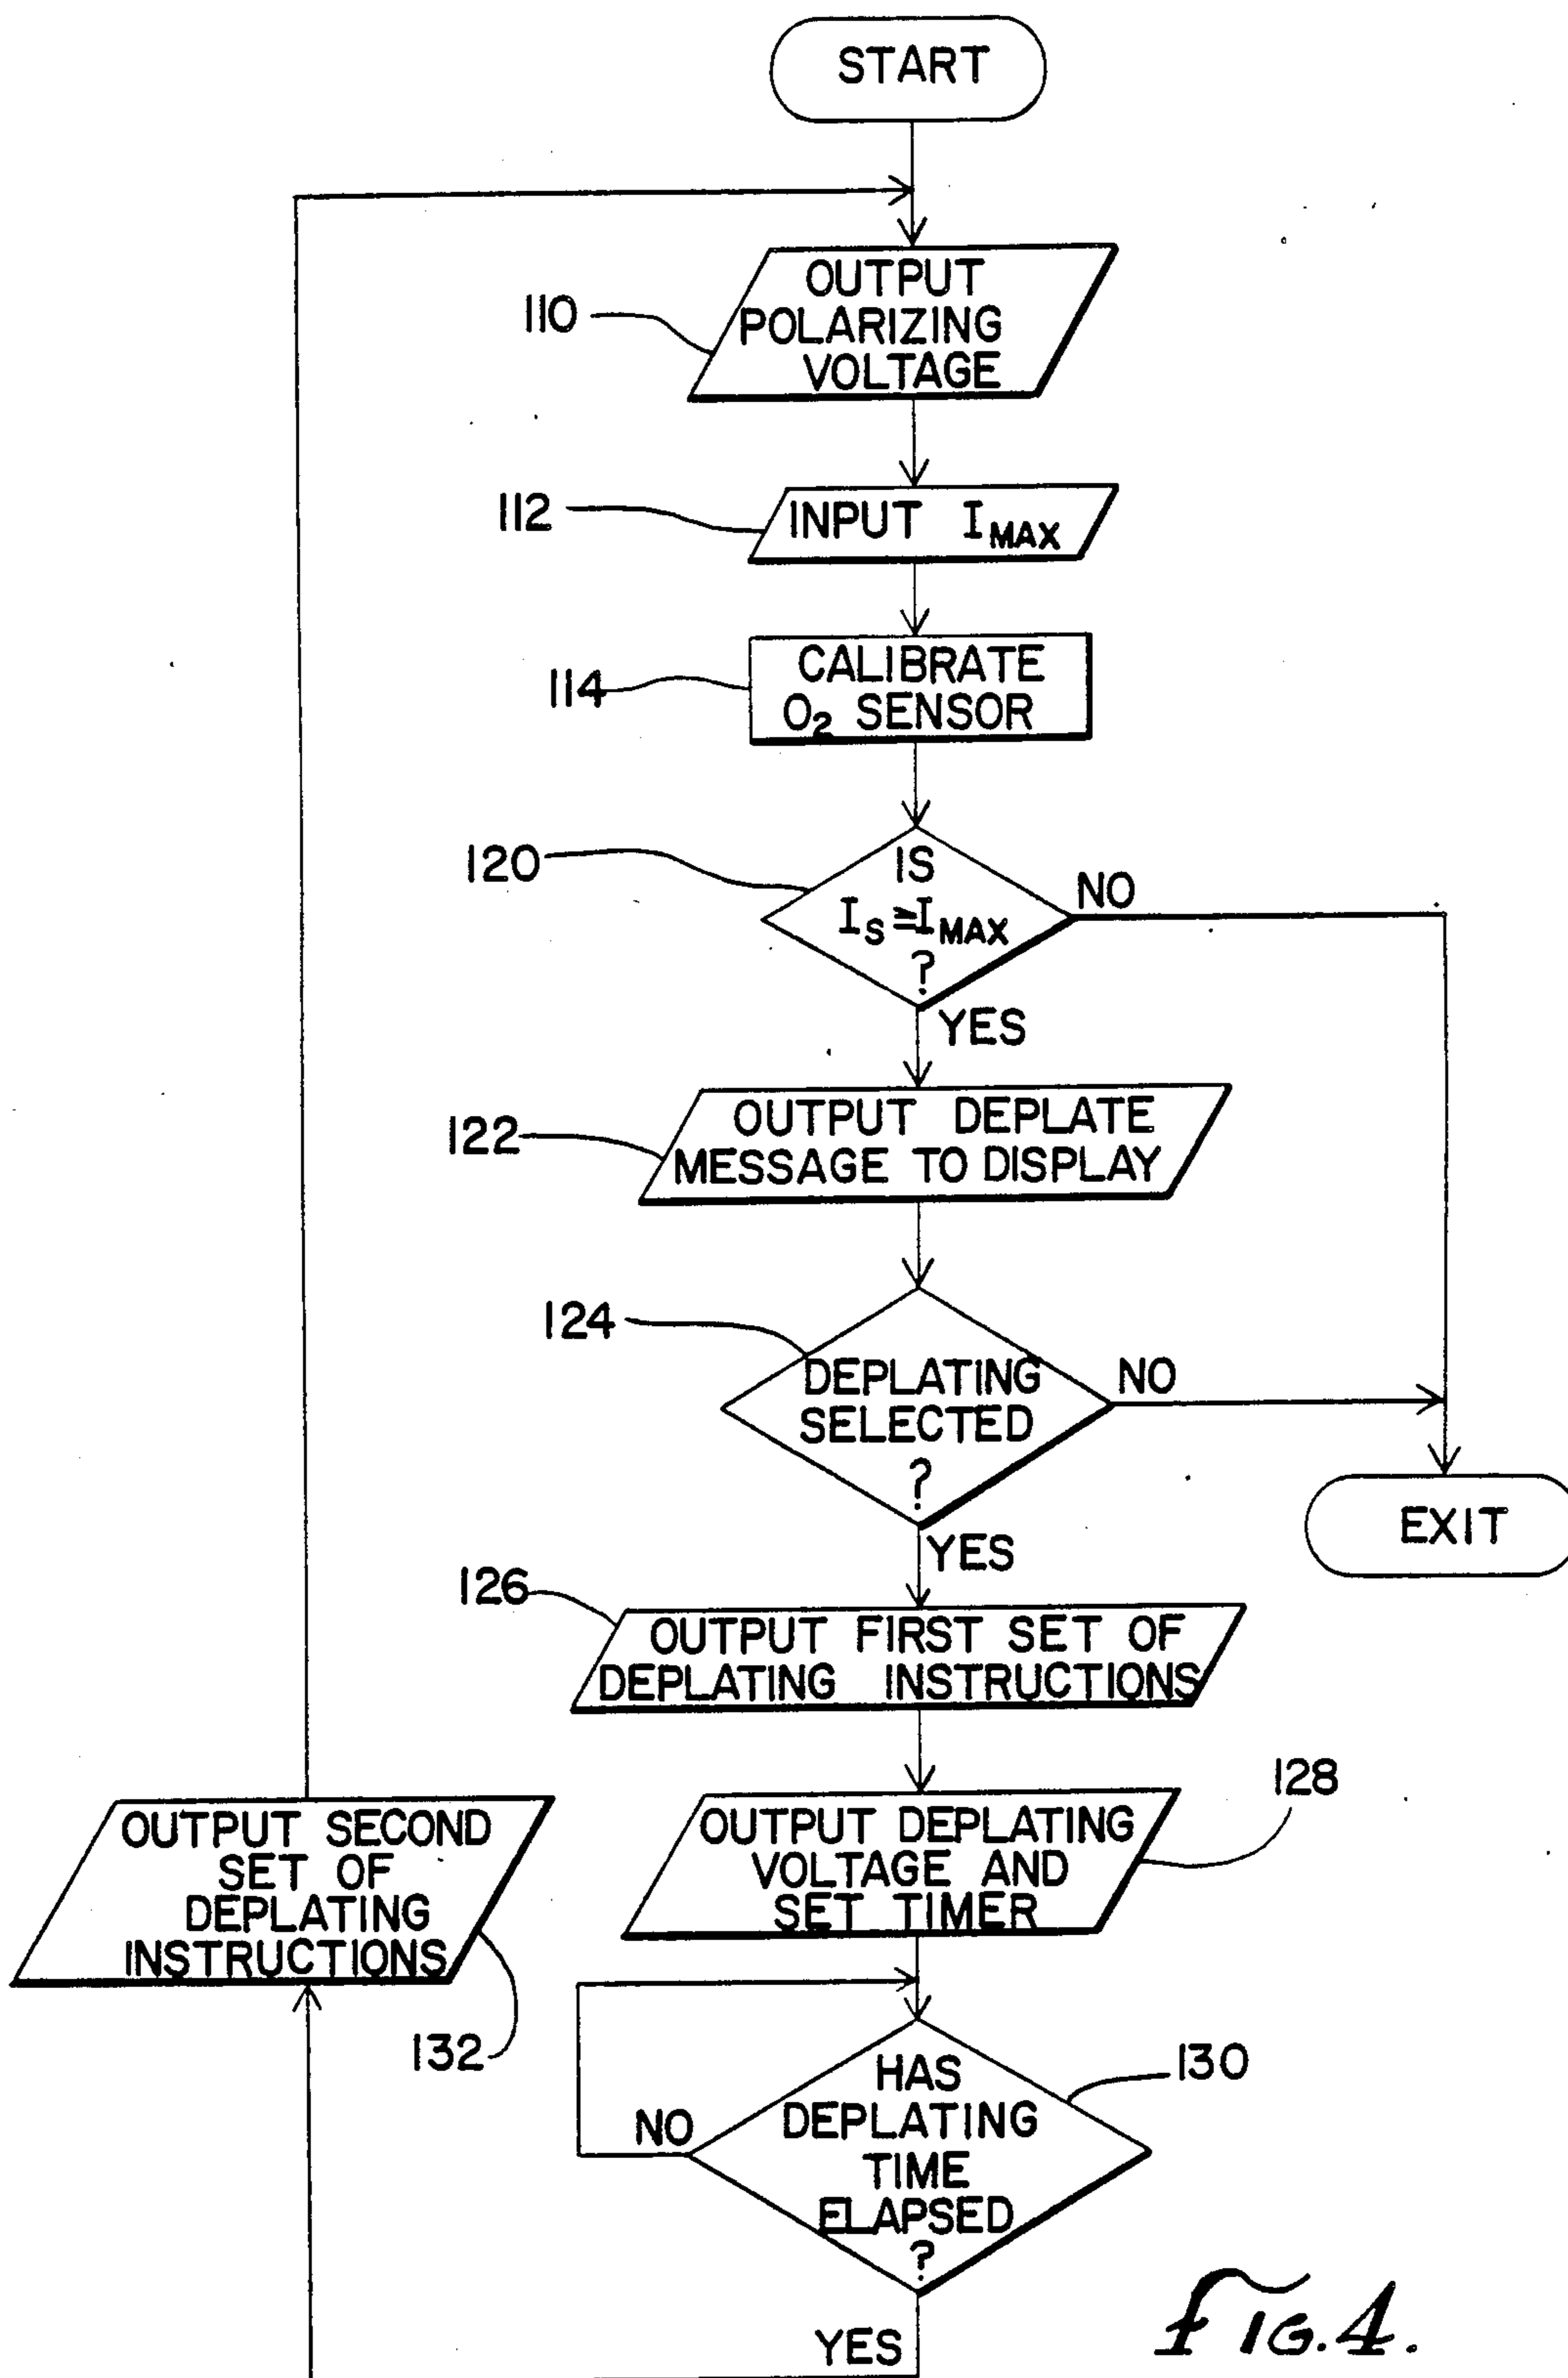 START
110
OUTPUT
POLARIZING
VOLTAGE
112
INPUT I_MAX
114
CALIBRATE
O₂ SENSOR
120
IS
I_S ≥ I_MAX
?
NO
YES
122
OUTPUT DEPLATE
MESSAGE TO DISPLAY
124
DEPLATING
SELECTED
?
NO
YES
EXIT
126
OUTPUT FIRST SET OF
DEPLATING INSTRUCTIONS
128
OUTPUT DEPLATING
VOLTAGE AND
SET TIMER
OUTPUT SECOND
SET OF
DEPLATING
INSTRUCTIONS
132
130
HAS
DEPLATING
TIME
ELAPSED
?
NO
YES
FIG. 4.